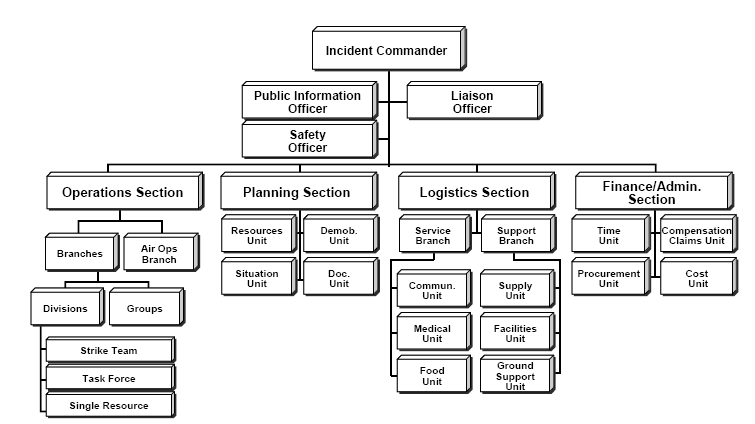 Incident Commander
Public Information
Officer
Liaison
Officer
Safety
Officer
Operations Section
Planning Section
Logistics Section
Finance/Admin.
Section
Branches
Air Ops
Branch
Divisions
Groups
Strike Team
Task Force
Single Resource
Resources
Unit
Demob.
Unit
Situation
Unit
Doc.
Unit
Service
Branch
Support
Branch
Commun.
Unit
Supply
Unit
Medical
Unit
Facilities
Unit
Food
Unit
Ground
Support
Unit
Time
Unit
Compensation
Claims Unit
Procurement
Unit
Cost
Unit